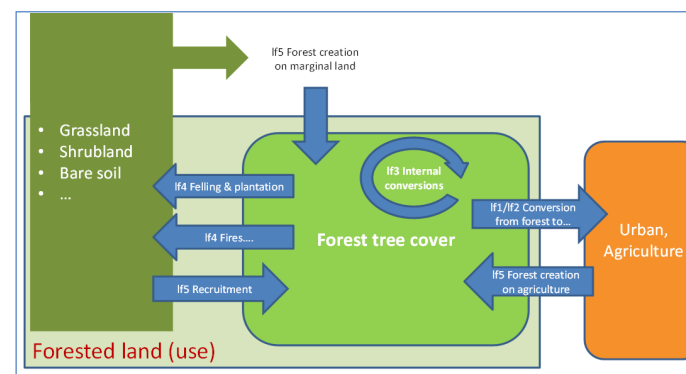 lf5 Forest creation
on marginal land
• Grassland
• Shrubland
• Bare soil
• ...
lf3 Internal
conversions
lf4 Felling & plantation
lf1/lf2 Conversion
from forest to...
Forest tree cover
lf4 Fires....
Urban,
Agriculture
lf5 Recruitment
lf5 Forest creation
on agriculture
Forested land (use)